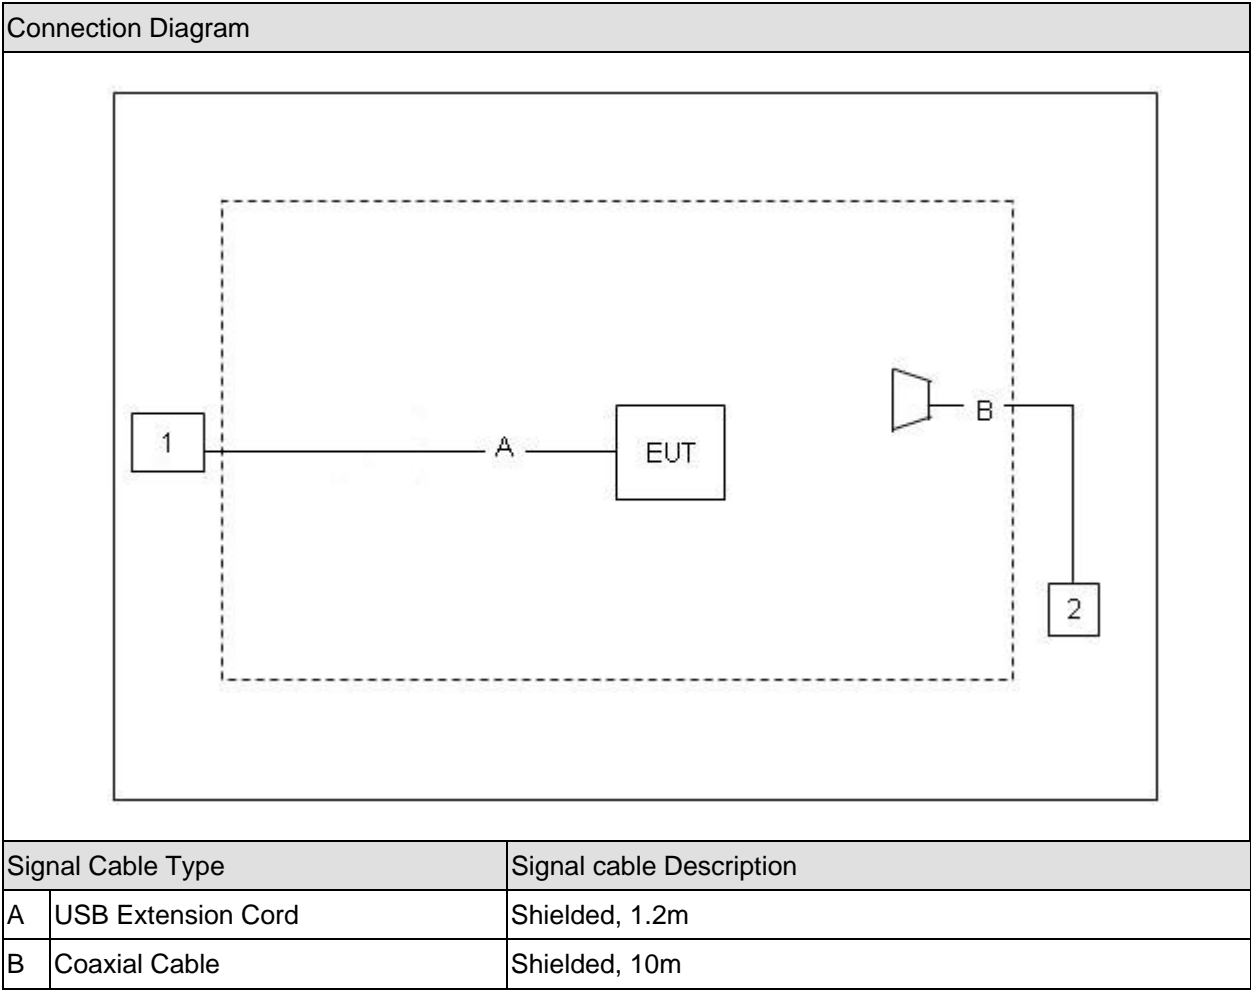 Connection Diagram
B
1
A
EUT
2
Signal Cable Type
Signal cable Description
A
USB Extension Cord
Shielded, 1.2m
B
Coaxial Cable
Shielded, 10m